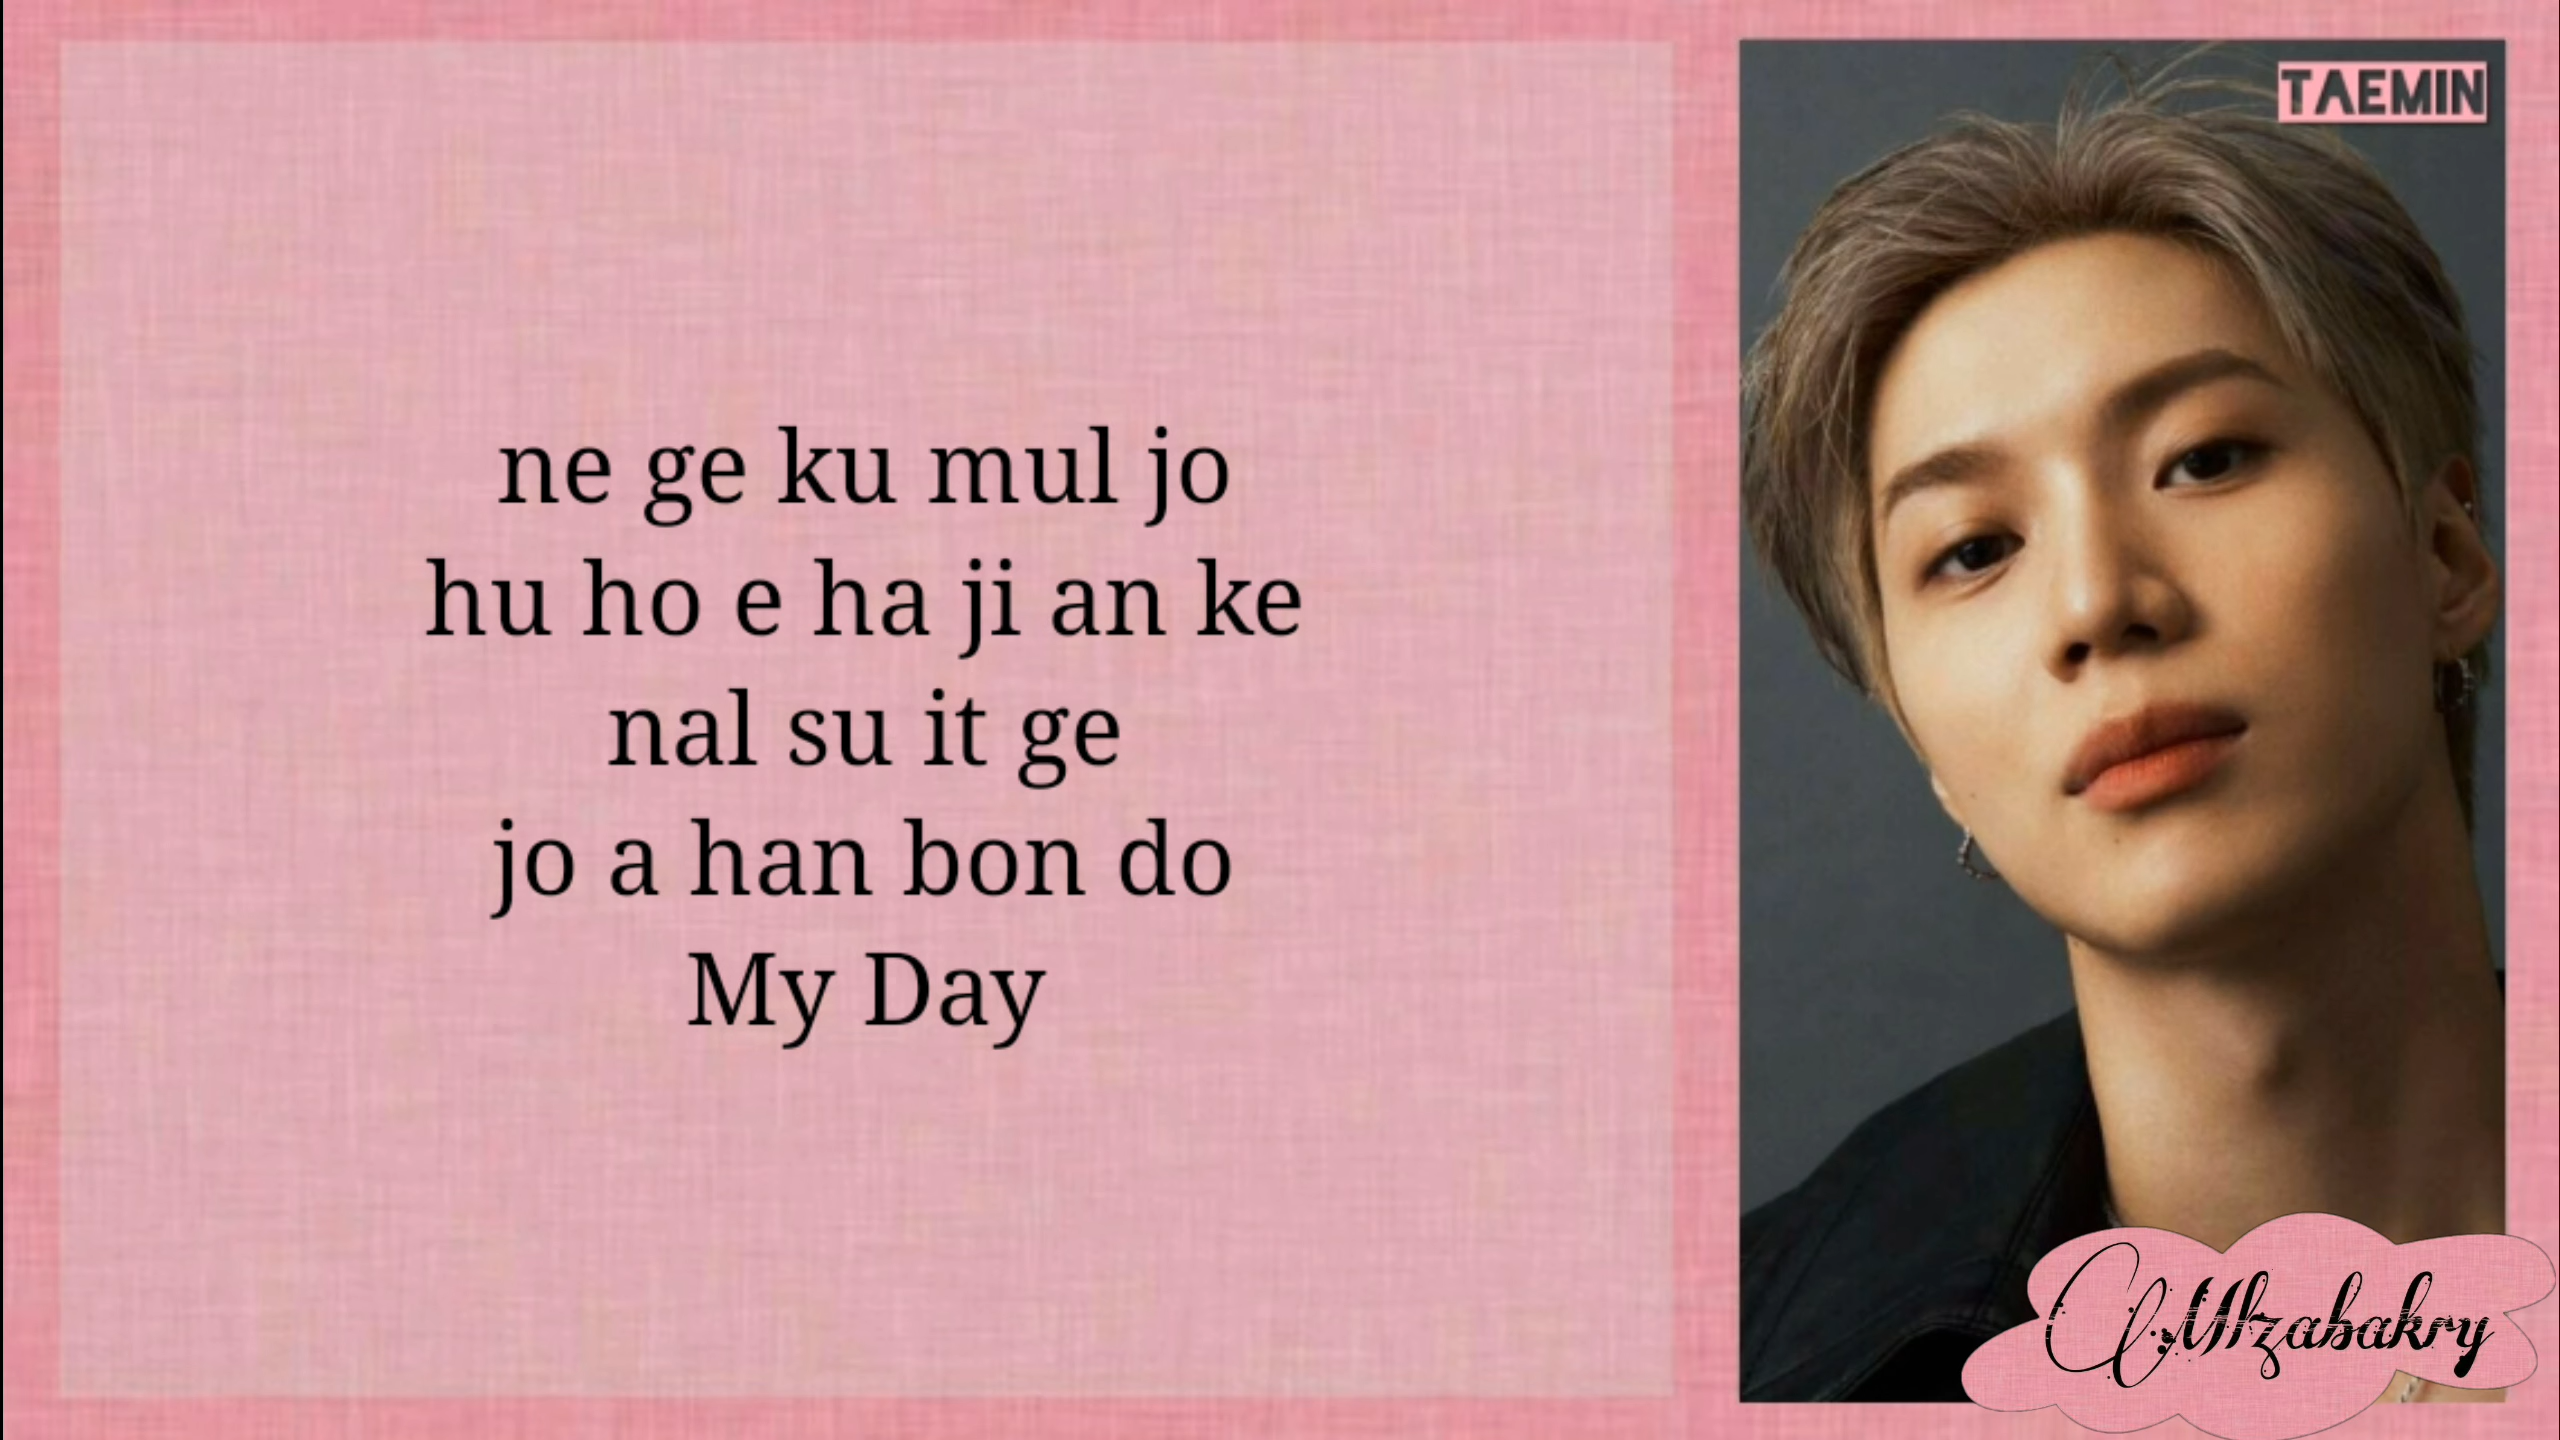 ne ge ku mul jo
hu ho e ha ji an ke
nal su it ge
jo a han bon do
My Day
TAEMIN
Mlzabakry